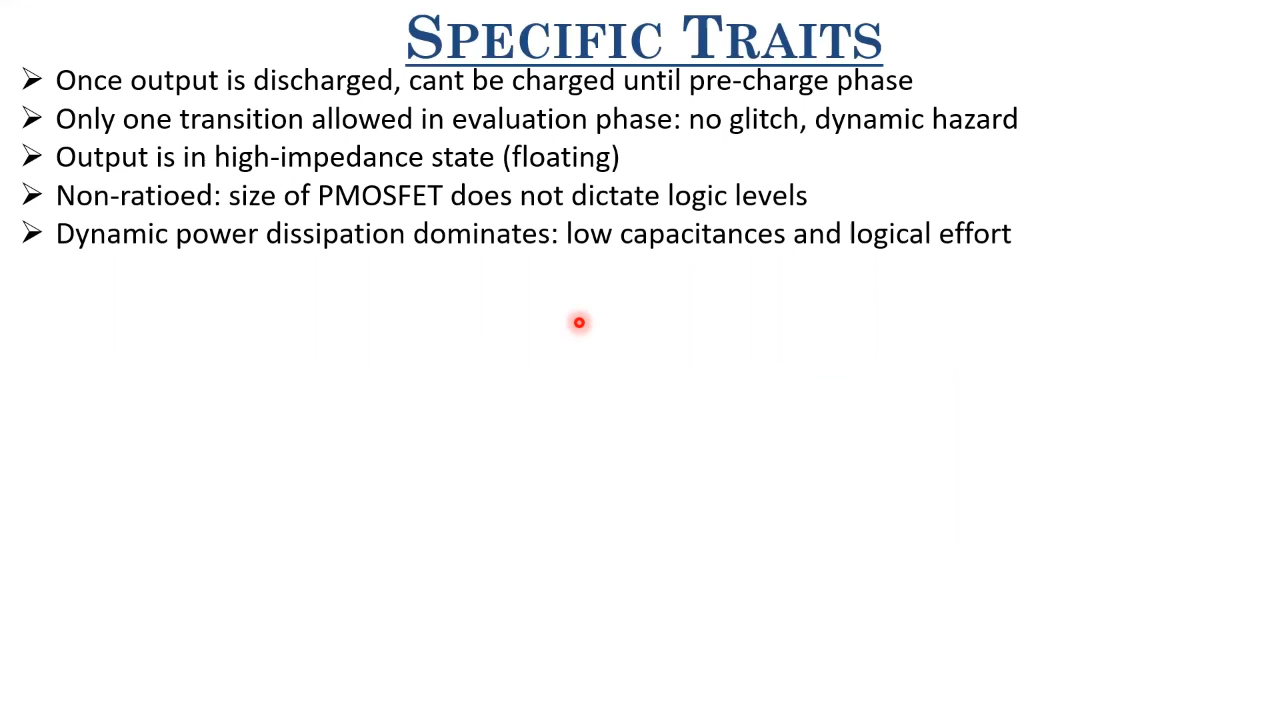 SPECIFIC TRAITS
➢ Once output is discharged, cant be charged until pre-charge phase
➢ Only one transition allowed in evaluation phase: no glitch, dynamic hazard
➢ Output is in high-impedance state (floating)
➢ Non-ratioed: size of PMOSFET does not dictate logic levels
➢ Dynamic power dissipation dominates: low capacitances and logical effort